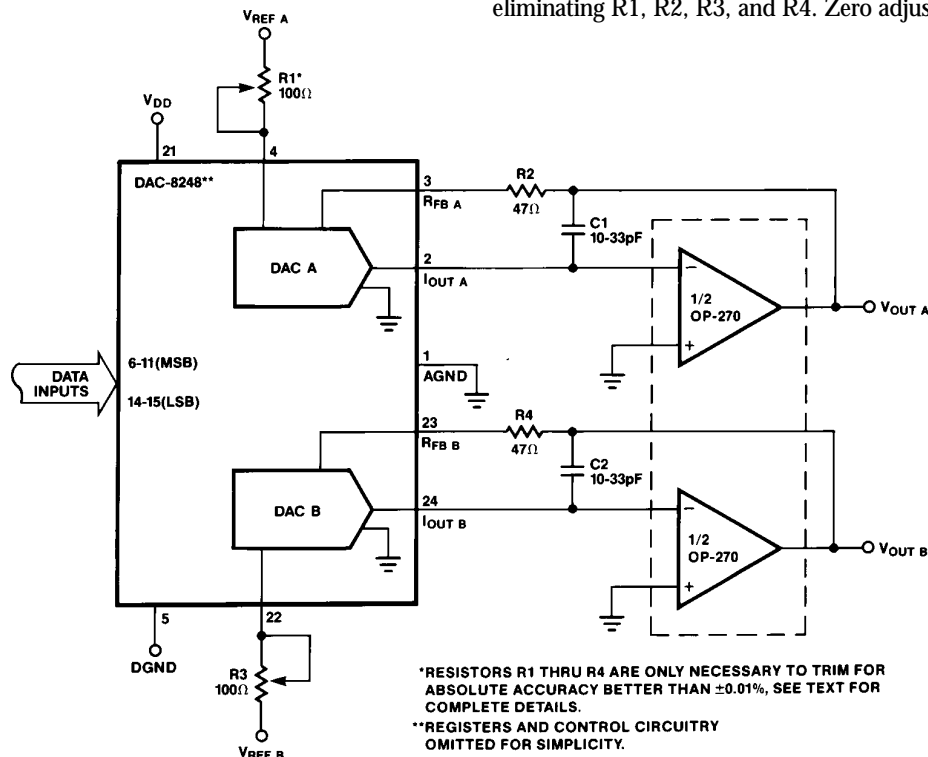 eliminating R1, R2, R3, and R4. Zero adjus
VREF A
R1*
100Ω
VDD
21
4
DAC-8248**
3
RFB A
R2
47Ω
C1
10-33pF
DAC A
2
IOUT A
−
1/2
OP-270
+
VOUT A
6-11(MSB)
DATA
INPUTS
14-15(LSB)
1
AGND
23
RFB B
R4
47Ω
C2
10-33pF
DAC B
24
IOUT B
−
1/2
OP-270
+
VOUT B
5
22
DGND
R3
100Ω
VREF B
*RESISTORS R1 THRU R4 ARE ONLY NECESSARY TO TRIM FOR
ABSOLUTE ACCURACY BETTER THAN ±0.01%, SEE TEXT FOR
COMPLETE DETAILS.
**REGISTERS AND CONTROL CIRCUITRY
OMITTED FOR SIMPLICITY.